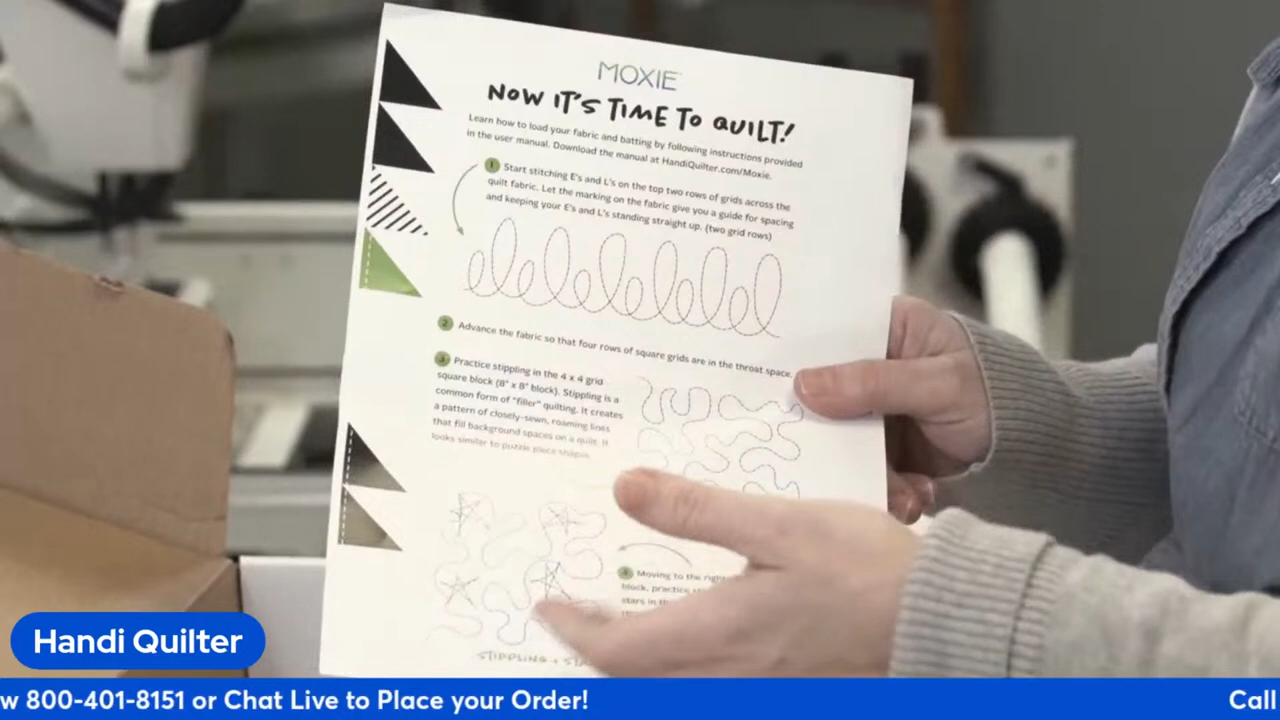 MOXIE
NOW IT'S TIME TO QUILT!
Learn how to load your fabric and batting by following instructions provided
in the user manual. Download the manual at HandiQuilter.com/Moxie.
1 Start stitching E's and L's on the top two rows of grids across the
quilt fabric. Let the marking on the fabric give you a guide for spacing
and keeping your E's and L's standing straight up. (two grid rows)
2 Advance the fabric so that four rows of square grids are in the throat space.
3 Practice stippling in the 4 x 4 grid
square block (8" x 8" block). Stippling is a
common form of "filler" quilting. It creates
a pattern of closely-sewn, roaming lines
that fill background spaces on a quilt. It
looks similar to puzzle piece shapes.
4 Moving to the right
block, practice
stars in
STIPPLING +
Handi Quilter
w 800-401-8151 or Chat Live to Place your Order!
Call